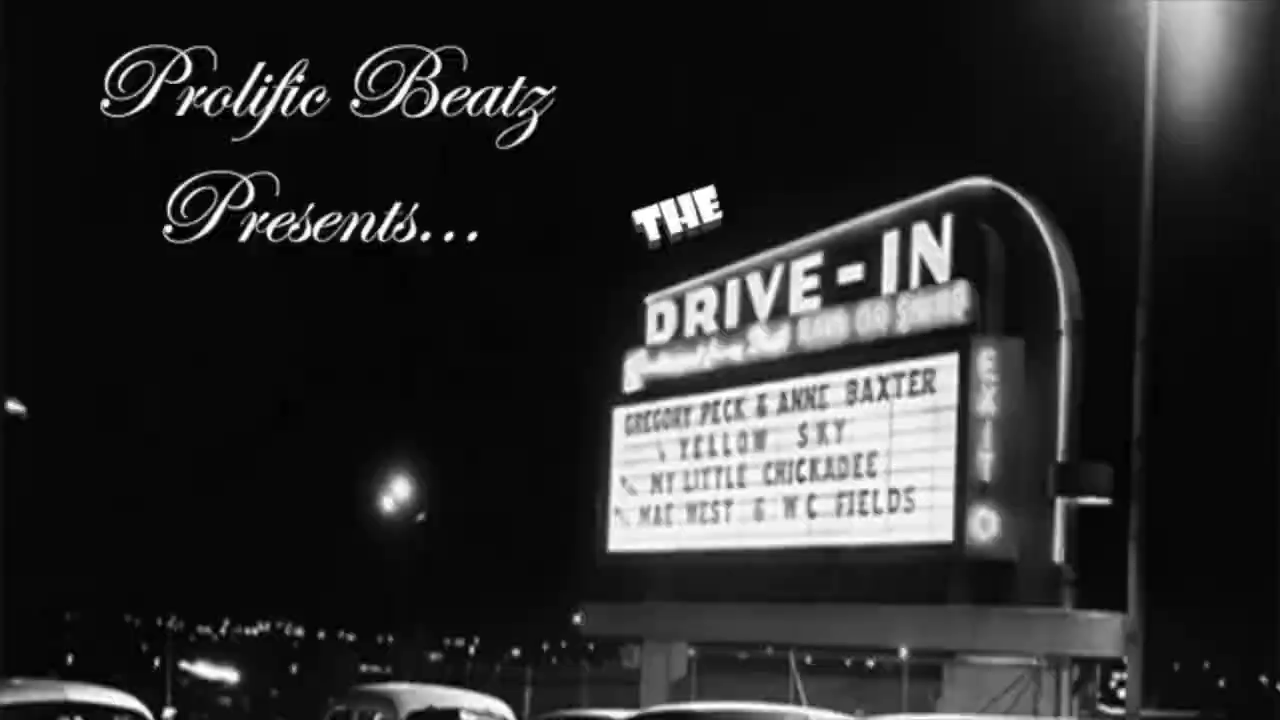 Prolific Beatz
Presents...
THE
DRIVE-IN
GREGORY PECK & ANNE BAXTER
YELLOW SKY
MY LITTLE CHICKADEE
MAE WEST & W C FIELDS
EXIT